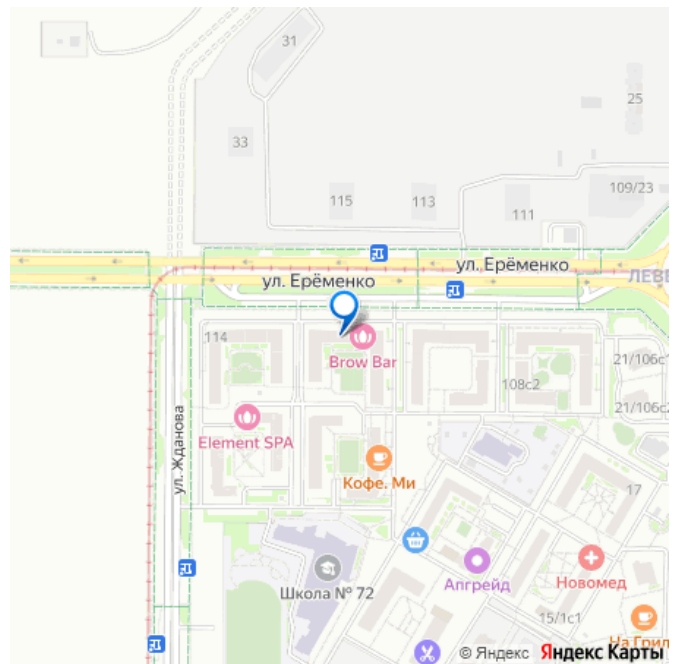 31
25
33
115
113
111
109/23
ул. Ерёменко
ул. Ерёменко
ЛЕВЕ
114
Brow Bar
108с2
21/106с1
21/106с2
ул. Жданова
Element SPA
Кофе. Ми
17
Школа № 72
Апгрейд
Новомед
15/1с1
На Грил
© Яндекс Яндекс Карты